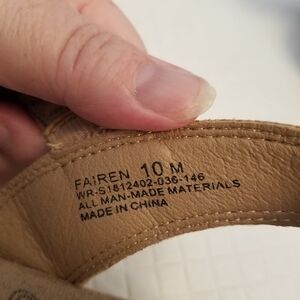 FAIREN 10 M
WR-S1812402-036-146
ALL MAN-MADE MATERIALS
MADE IN CHINA